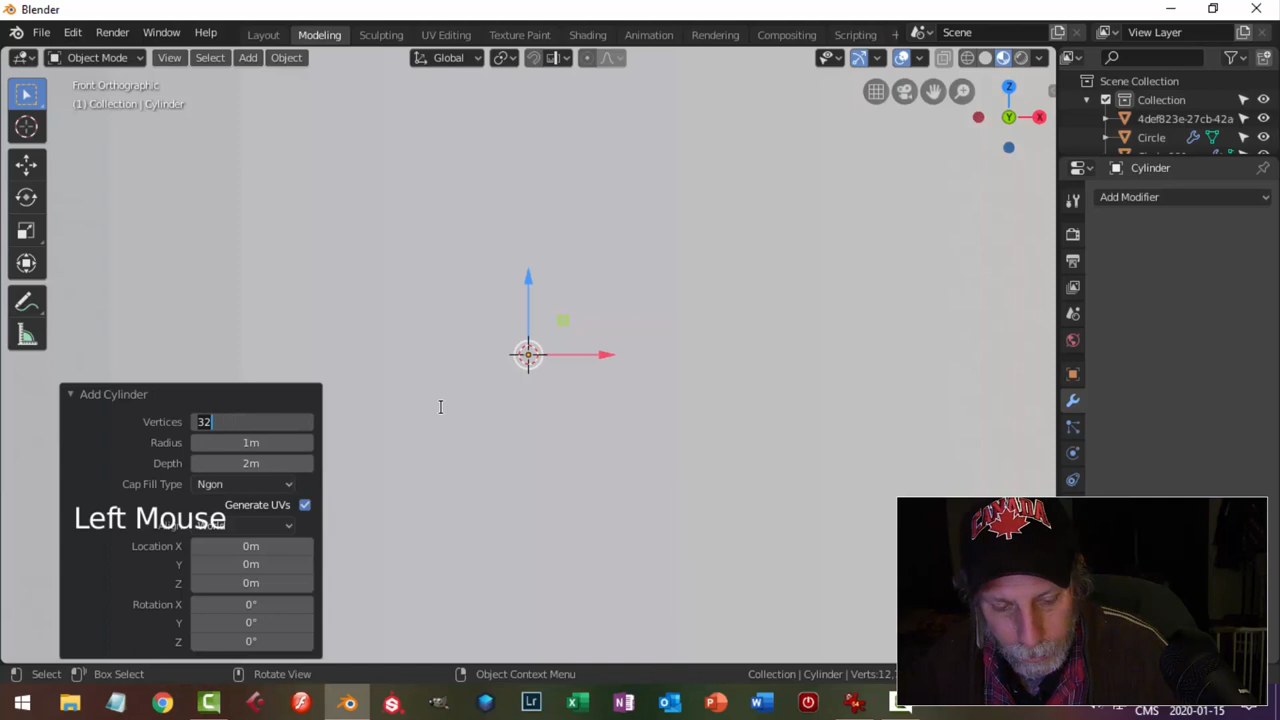 Blender
File Edit Render Window Help
Layout Modeling Sculpting UV Editing Texture Paint Shading Animation Rendering Compositing Scripting +
Scene
View Layer
Object Mode View Select Add Object
Global
Front Orthographic
(1) Collection | Cylinder
Z
Y
X
Scene Collection
Collection
4def823e-27cb-42a
Circle
Cylinder
Add Modifier
Add Cylinder
Vertices 32
Radius 1m
Depth 2m
Cap Fill Type Ngon
Generate UVs
Left Mouse
Location X 0m
Y 0m
Z 0m
Rotation X 0°
Y 0°
Z 0°
CANADA
Select Box Select Rotate View Object Context Menu
Collection | Cylinder | Verts:12,
Lr
CMS 2020-01-15